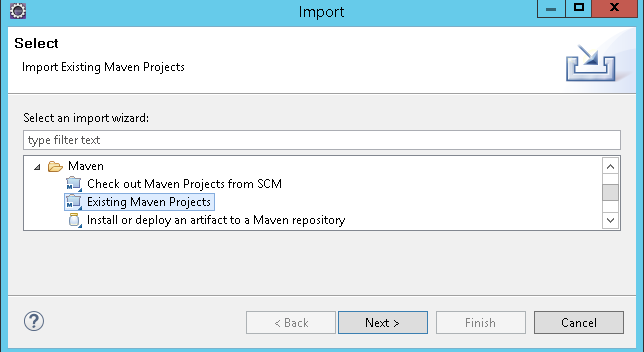 Import
Select
Import Existing Maven Projects
Select an import wizard:
type filter text
Maven
Check out Maven Projects from SCM
Existing Maven Projects
Install or deploy an artifact to a Maven repository
< Back
Next >
Finish
Cancel